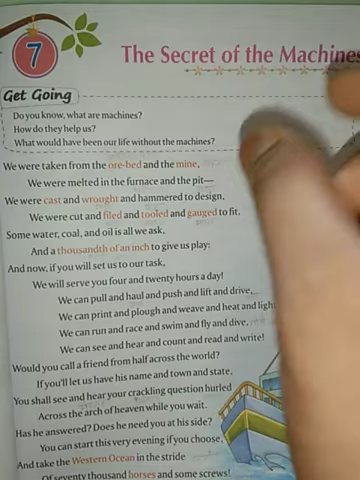 7
The Secret of the Machines
Get Going
Do you know, what are machines?
How do they help us?
What would have been our life without the machines?
We were taken from the ore-bed and the mine,
We were melted in the furnace and the pit—
We were cast and wrought and hammered to design,
We were cut and filed and tooled and gauged to fit.
Some water, coal, and oil is all we ask,
And a thousandth of an inch to give us play:
And now, if you will set us to our task,
We will serve you four and twenty hours a day!
We can pull and haul and push and lift and drive,
We can print and plough and weave and heat and light
We can run and race and swim and fly and dive,
We can see and hear and count and read and write!
Would you call a friend from half across the world?
If you'll let us have his name and town and state,
You shall see and hear your crackling question hurled
Across the arch of heaven while you wait.
Has he answered? Does he need you at his side?
You can start this very evening if you choose,
And take the Western Ocean in the stride
Of seventy thousand horses and some screws!